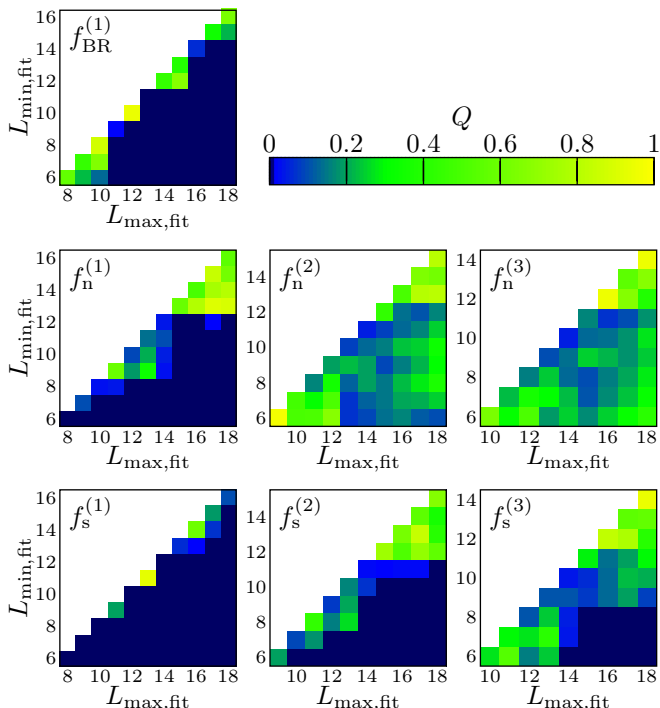 f_BR^(1)
16
14
12
10
8
6
L_min,fit
8 10 12 14 16 18
L_max,fit
Q
0 0.2 0.4 0.6 0.8 1
f_n^(1)
16
14
12
10
8
6
L_min,fit
8 10 12 14 16 18
L_max,fit
f_n^(2)
14
12
10
8
6
10 12 14 16 18
L_max,fit
f_n^(3)
14
12
10
8
6
10 12 14 16 18
L_max,fit
f_s^(1)
16
14
12
10
8
6
L_min,fit
8 10 12 14 16 18
L_max,fit
f_s^(2)
14
12
10
8
6
10 12 14 16 18
L_max,fit
f_s^(3)
14
12
10
8
6
10 12 14 16 18
L_max,fit